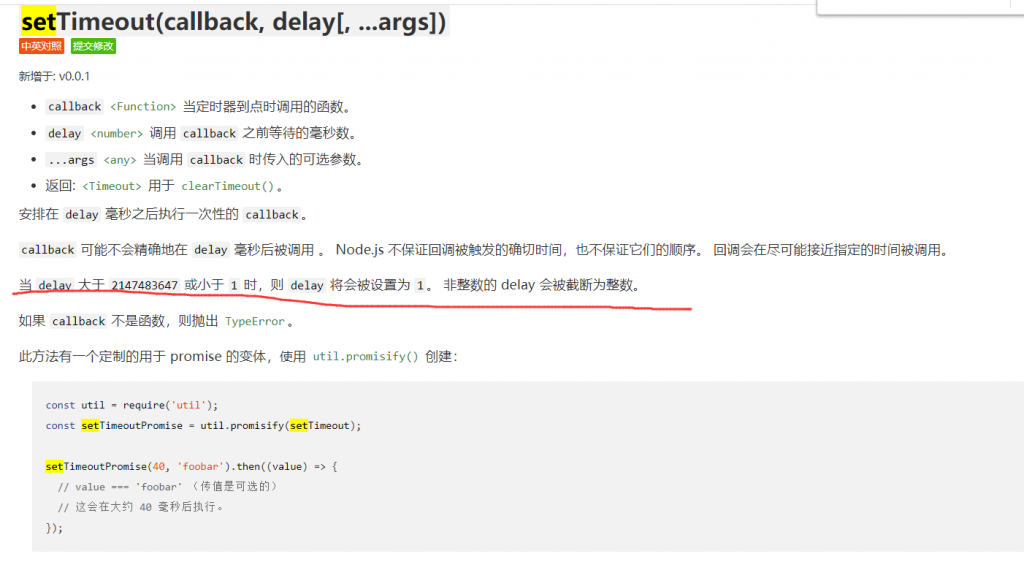 setTimeout(callback, delay[, ...args])
中英对照 提交修改
新增于: v0.0.1
callback <Function> 当定时器到点时调用的函数。
delay <number> 调用 callback 之前等待的毫秒数。
...args <any> 当调用 callback 时传入的可选参数。
返回: <Timeout> 用于 clearTimeout()。
安排在 delay 毫秒之后执行一次性的 callback。
callback 可能不会精确地在 delay 毫秒后被调用 。 Node.js 不保证回调被触发的确切时间，也不保证它们的顺序。 回调会在尽可能接近指定的时间被调用。
当 delay 大于 2147483647 或小于 1 时，则 delay 将会被设置为 1。 非整数的 delay 会被截断为整数。
如果 callback 不是函数，则抛出 TypeError。
此方法有一个定制的用于 promise 的变体，使用 util.promisify() 创建：
const util = require('util');
const setTimeoutPromise = util.promisify(setTimeout);
setTimeoutPromise(40, 'foobar').then((value) => {
// value === 'foobar' （传值是可选的）
// 这会在大约 40 毫秒后执行。
});